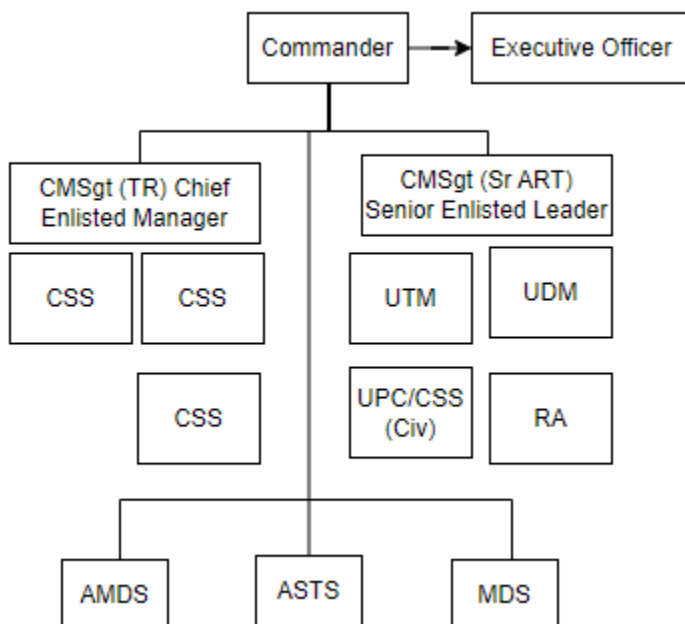 Commander
Executive Officer
CMSgt (TR) Chief
Enlisted Manager
CMSgt (Sr ART)
Senior Enlisted Leader
CSS
CSS
UTM
UDM
CSS
UPC/CSS
(Civ)
RA
AMDS
ASTS
MDS